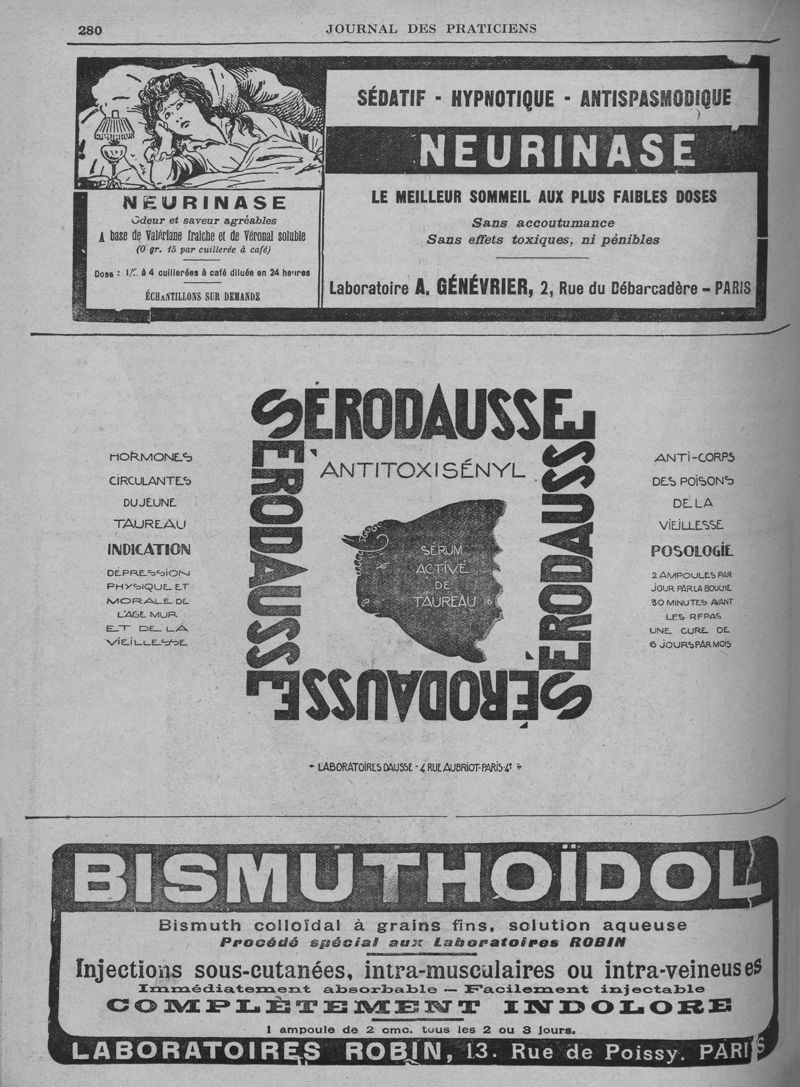 280
JOURNAL DES PRATICIENS
NEURINASE
Odeur et saveur agréables
A base de Valériane fraîche et de Véronal soluble
(0 gr. 15 par cuillerée à café)
Dose : 1/2 à 4 cuillerées à café diluée en 24 heures
ÉCHANTILLONS SUR DEMANDE
SÉDATIF - HYPNOTIQUE - ANTISPASMODIQUE
NEURINASE
LE MEILLEUR SOMMEIL AUX PLUS FAIBLES DOSES
Sans accoutumance
Sans effets toxiques, ni pénibles
Laboratoire A. GÉNÉVRIER, 2, Rue du Débarcadère - PARIS
HORMONES
CIRCULANTES
DU JEUNE
TAUREAU
INDICATION
DÉPRESSION
PHYSIQUE ET
MORALE DE
L'AGE MUR
ET DE LA
VIEILLESSE
SÉRODAUSSE
SÉRODAUSSE
SÉRODAUSSE
SÉRODAUSSE
ANTITOXISÉNYL
SERUM
ACTIVÉ
DE
TAUREAU
ANTI-CORPS
DES POISONS
DE LA
VIEILLESSE
POSOLOGIE
2 AMPOULES PAR
JOUR PAR LA BOUCHE
30 MINUTES AVANT
LES REPAS
UNE CURE DE
6 JOURS PAR MOIS
- LABORATOIRES DAUSSE - 4 RUE AUBRIOT-PARIS-4e -
BISMUTHOÏDOL
Bismuth colloïdal à grains fins, solution aqueuse
Procédé spécial aux Laboratoires ROBIN
Injections sous-cutanées, intra-musculaires ou intra-veineuses
Immédiatement absorbable — Facilement injectable
COMPLÈTEMENT INDOLORE
1 ampoule de 2 cmc. tous les 2 ou 3 jours.
LABORATOIRES ROBIN, 13. Rue de Poissy. PARIS